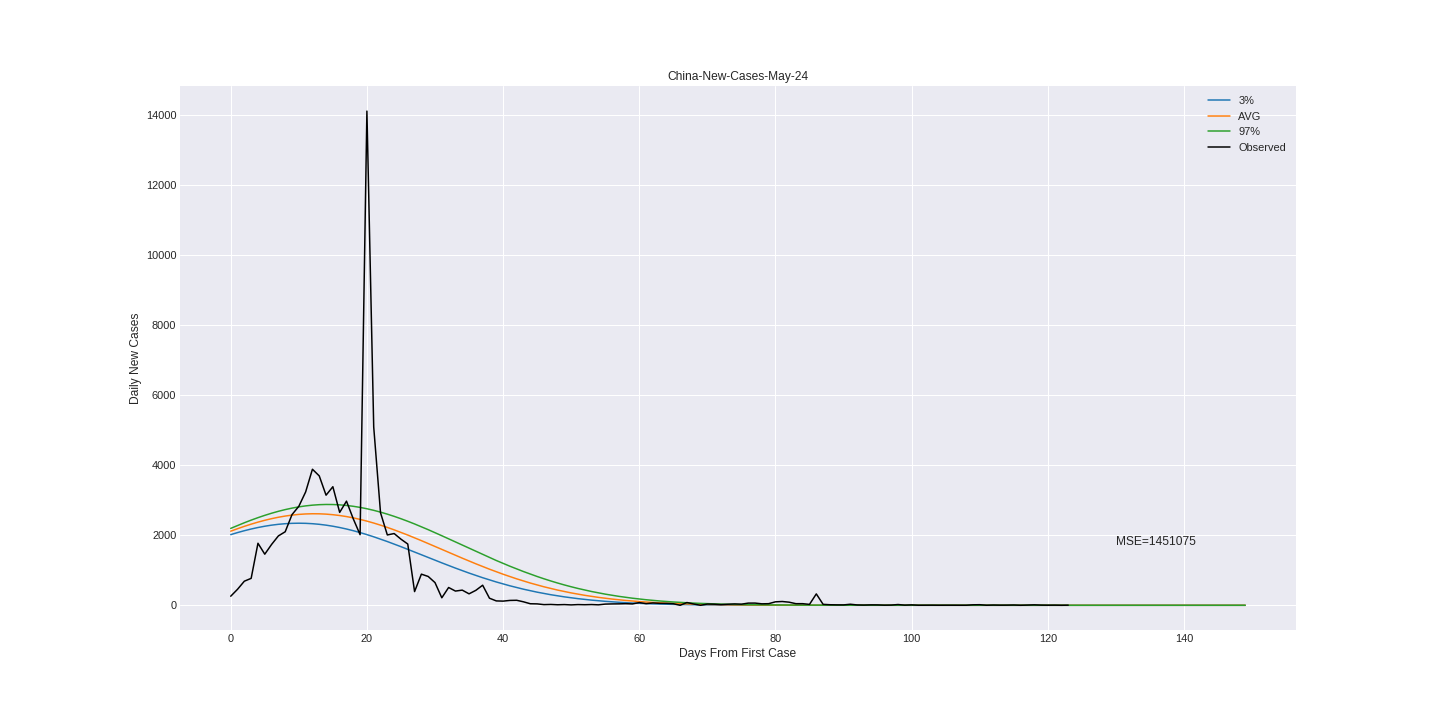 China-New-Cases-May-24
3%
AVG
97%
Observed
14000
12000
10000
8000
6000
4000
2000
0
Daily New Cases
MSE=1451075
0 20 40 60 80 100 120 140
Days From First Case